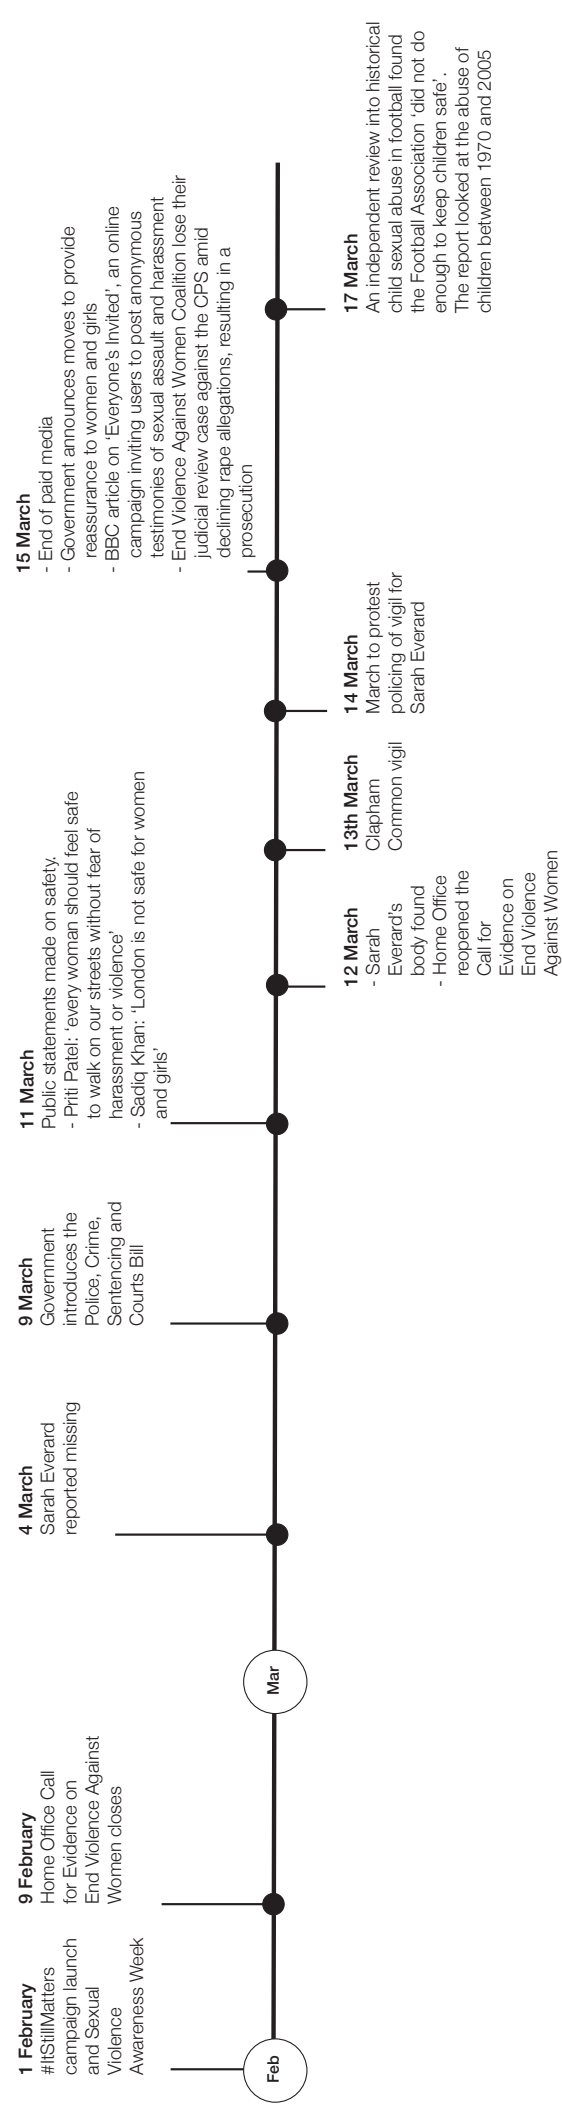 1 February
#ItStillMatters
campaign launch
and Sexual
Violence
Awareness Week
Feb
9 February
Home Office Call
for Evidence on
End Violence Against
Women closes
Mar
4 March
Sarah Everard
reported missing
9 March
Government
introduces the
Police, Crime,
Sentencing and
Courts Bill
11 March
Public statements made on safety.
- Priti Patel: ‘every woman should feel safe
to walk on our streets without fear of
harassment or violence’
- Sadiq Khan: ‘London is not safe for women
and girls’
12 March
- Sarah
Everard’s
body found
- Home Office
reopened the
Call for
Evidence on
End Violence
Against Women
13th March
Clapham
Common vigil
14 March
March to protest
policing of vigil for
Sarah Everard
15 March
- End of paid media
- Government announces moves to provide
reassurance to women and girls
- BBC article on ‘Everyone’s Invited’, an online
campaign inviting users to post anonymous
testimonies of sexual assault and harassment
- End Violence Against Women Coalition lose their
judicial review case against the CPS amid
declining rape allegations, resulting in a
prosecution
17 March
An independent review into historical
child sexual abuse in football found
the Football Association ‘did not do
enough to keep children safe’.
The report looked at the abuse of
children between 1970 and 2005